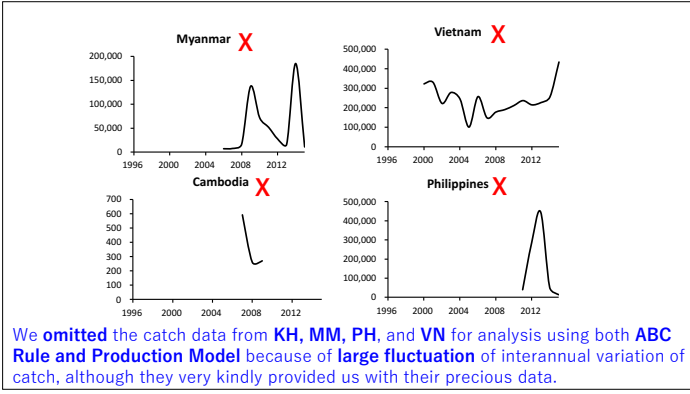 Myanmar X
200,000
150,000
100,000
50,000
0
1996 2000 2004 2008 2012
Vietnam X
500,000
400,000
300,000
200,000
100,000
0
1996 2000 2004 2008 2012
Cambodia X
700
600
500
400
300
200
100
0
1996 2000 2004 2008 2012
Philippines X
500,000
400,000
300,000
200,000
100,000
0
1996 2000 2004 2008 2012
We omitted the catch data from KH, MM, PH, and VN for analysis using both ABC
Rule and Production Model because of large fluctuation of interannual variation of
catch, although they very kindly provided us with their precious data.